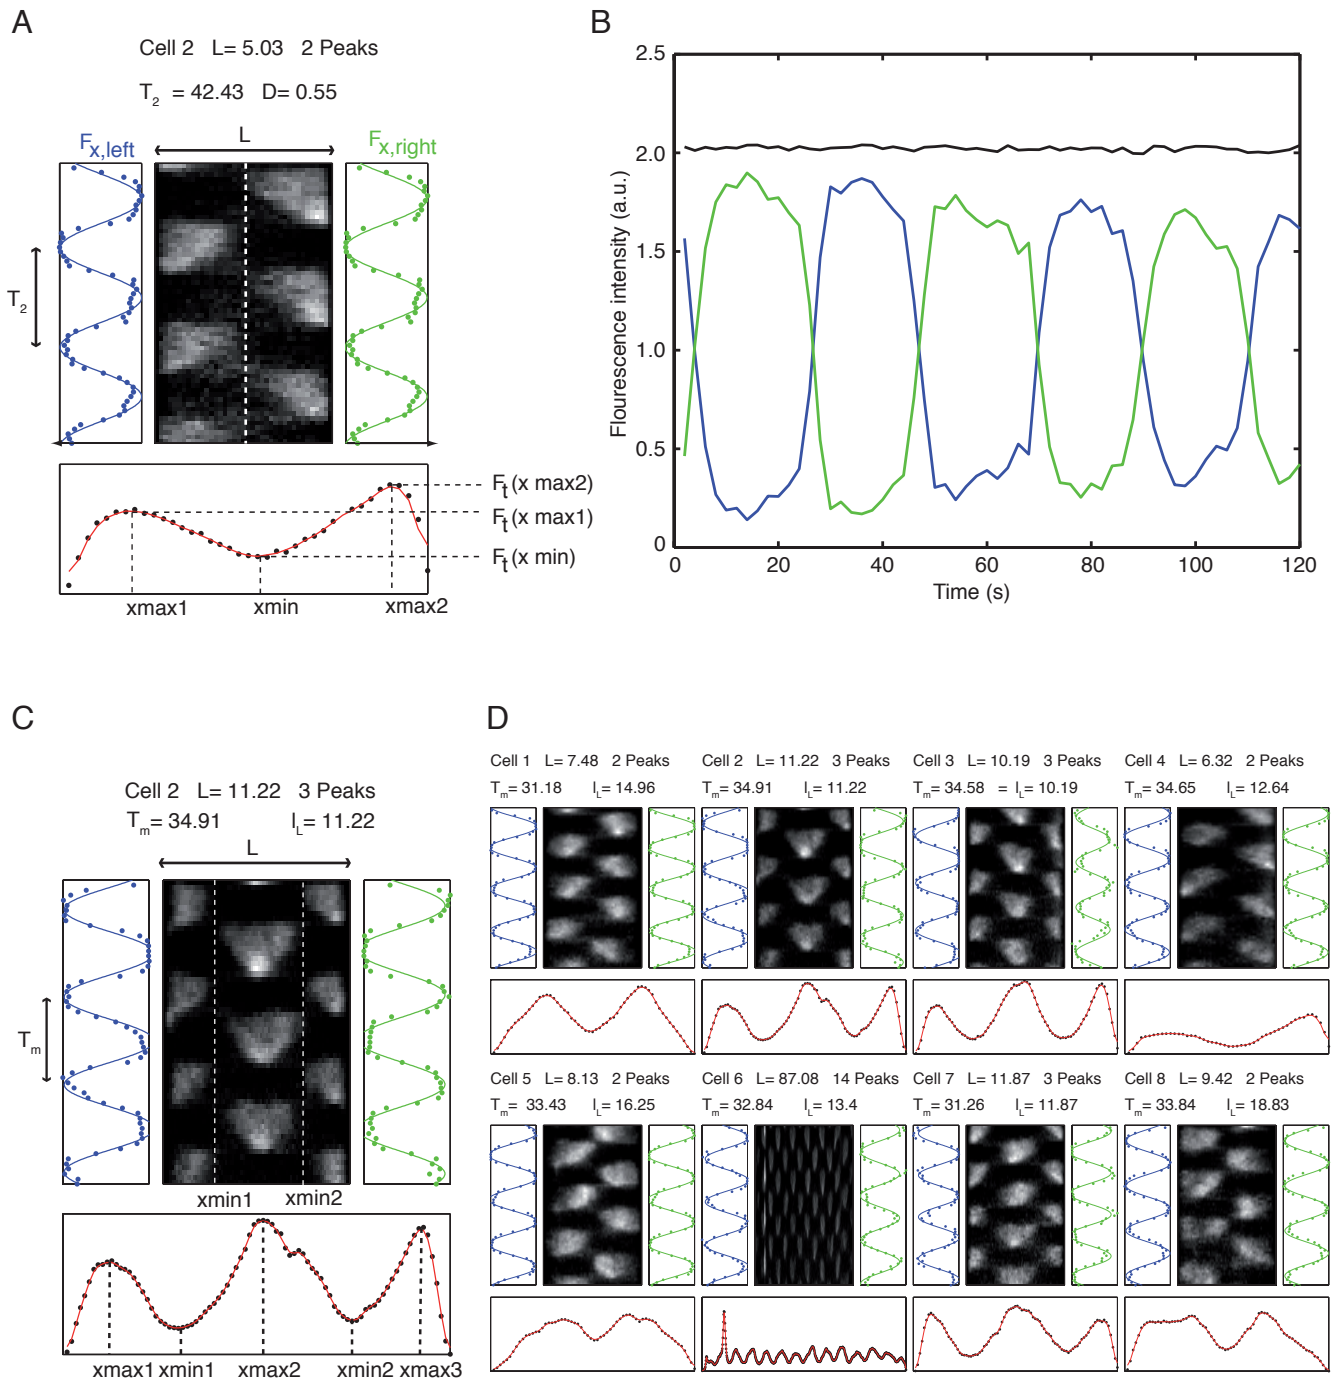 A
Cell 2 L= 5.03 2 Peaks
T2 = 42.43 D= 0.55
Fx,left
L
Fx,right
T2
Ft(x max2)
Ft(x max1)
Ft(x min)
xmax1 xmin xmax2
B
2.5
2.0
1.5
1.0
0.5
0
Flourescence intensity (a.u.)
0 20 40 60 80 100 120
Time (s)
C
Cell 2 L= 11.22 3 Peaks
Tm= 34.91 lL= 11.22
L
Tm
xmin1 xmin2
xmax1 xmin1 xmax2 xmin2 xmax3
D
Cell 1 L= 7.48 2 Peaks
Tm= 31.18 lL= 14.96
Cell 2 L= 11.22 3 Peaks
Tm= 34.91 lL= 11.22
Cell 3 L= 10.19 3 Peaks
Tm= 34.58 = lL= 10.19
Cell 4 L= 6.32 2 Peaks
Tm= 34.65 lL= 12.64
Cell 5 L= 8.13 2 Peaks
Tm= 33.43 lL= 16.25
Cell 6 L= 87.08 14 Peaks
Tm= 32.84 lL= 13.4
Cell 7 L= 11.87 3 Peaks
Tm= 31.26 lL= 11.87
Cell 8 L= 9.42 2 Peaks
Tm= 33.84 lL= 18.83